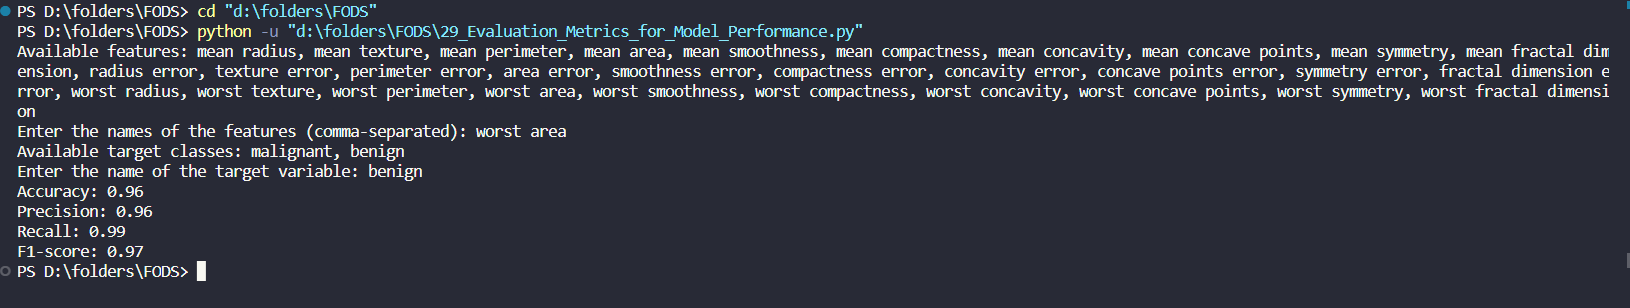 PS D:\folders\FODS> cd "d:\folders\FODS"
PS D:\folders\FODS> python -u "d:\folders\FODS\29_Evaluation_Metrics_for_Model_Performance.py"
Available features: mean radius, mean texture, mean perimeter, mean area, mean smoothness, mean compactness, mean concavity, mean concave points, mean symmetry, mean fractal dim
ension, radius error, texture error, perimeter error, area error, smoothness error, compactness error, concavity error, concave points error, symmetry error, fractal dimension e
rror, worst radius, worst texture, worst perimeter, worst area, worst smoothness, worst compactness, worst concavity, worst concave points, worst symmetry, worst fractal dimensi
on
Enter the names of the features (comma-separated): worst area
Available target classes: malignant, benign
Enter the name of the target variable: benign
Accuracy: 0.96
Precision: 0.96
Recall: 0.99
F1-score: 0.97
PS D:\folders\FODS>